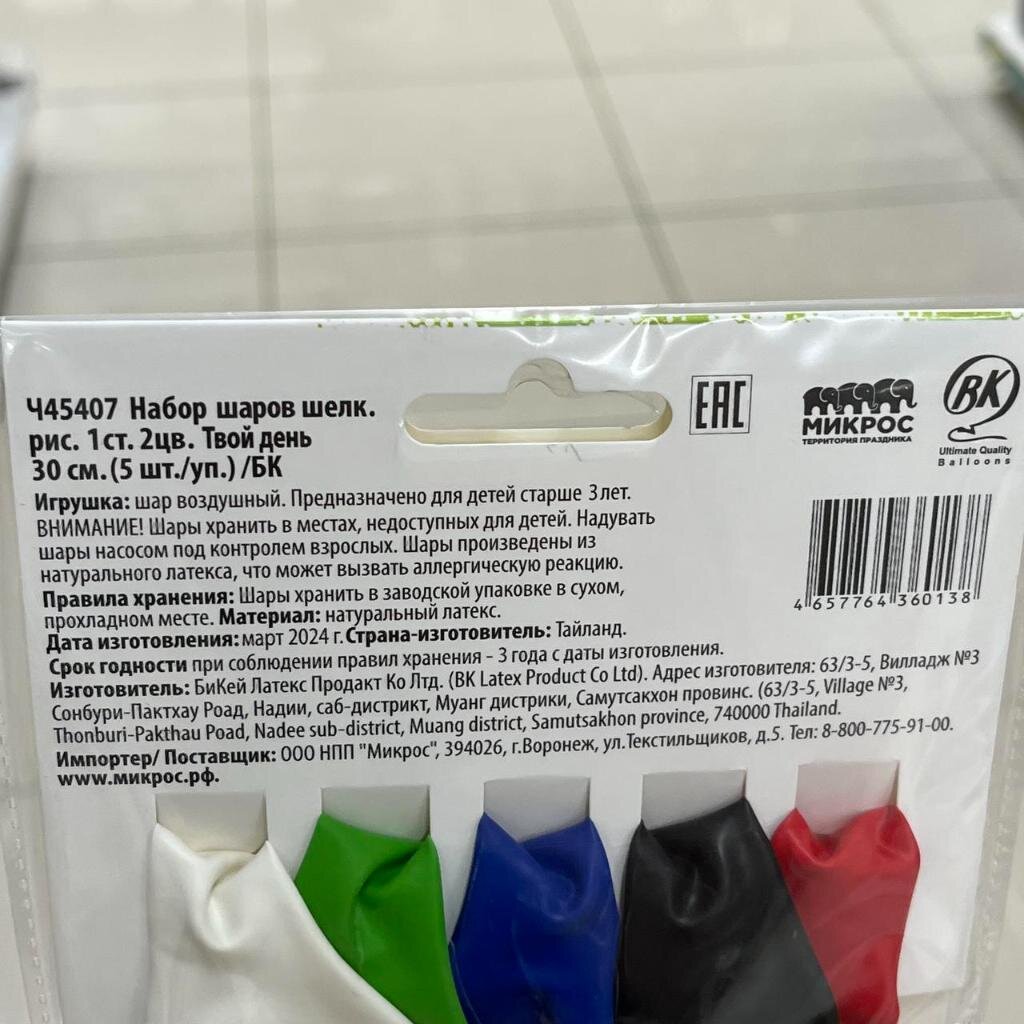 Ч45407 Набор шаров шелк.
рис. 1ст. 2цв. Твой день
30 см.(5 шт./уп.) /БК
EAC
МИКРОС
ТЕРРИТОРИЯ ПРАЗДНИКА
BK
Ultimate Quality
Balloons
Игрушка: шар воздушный. Предназначено для детей старше 3 лет.
ВНИМАНИЕ! Шары хранить в местах, недоступных для детей. Надувать
шары насосом под контролем взрослых. Шары произведены из
натурального латекса, что может вызвать аллергическую реакцию.
Правила хранения: Шары хранить в заводской упаковке в сухом,
прохладном месте. Материал: натуральный латекс.
Дата изготовления: март 2024 г. Страна-изготовитель: Тайланд.
Срок годности при соблюдении правил хранения - 3 года с даты изготовления.
Изготовитель: БиКей Латекс Продакт Ко Лтд. (BK Latex Product Co Ltd). Адрес изготовителя: 63/3-5, Вилладж №3
Сонбури-Пактхау Роад, Надии, саб-дистрикт, Муанг дистрики, Самутсакхон провинс. (63/3-5, Village №3,
Thonburi-Pakthau Poad, Nadee sub-district, Muang district, Samutsakhon province, 740000 Thailand.
Импортер/ Поставщик: ООО НПП "Микрос", 394026, г.Воронеж, ул.Текстильщиков, д.5. Тел: 8-800-775-91-00.
www.микрос.рф.
4 657764 360138